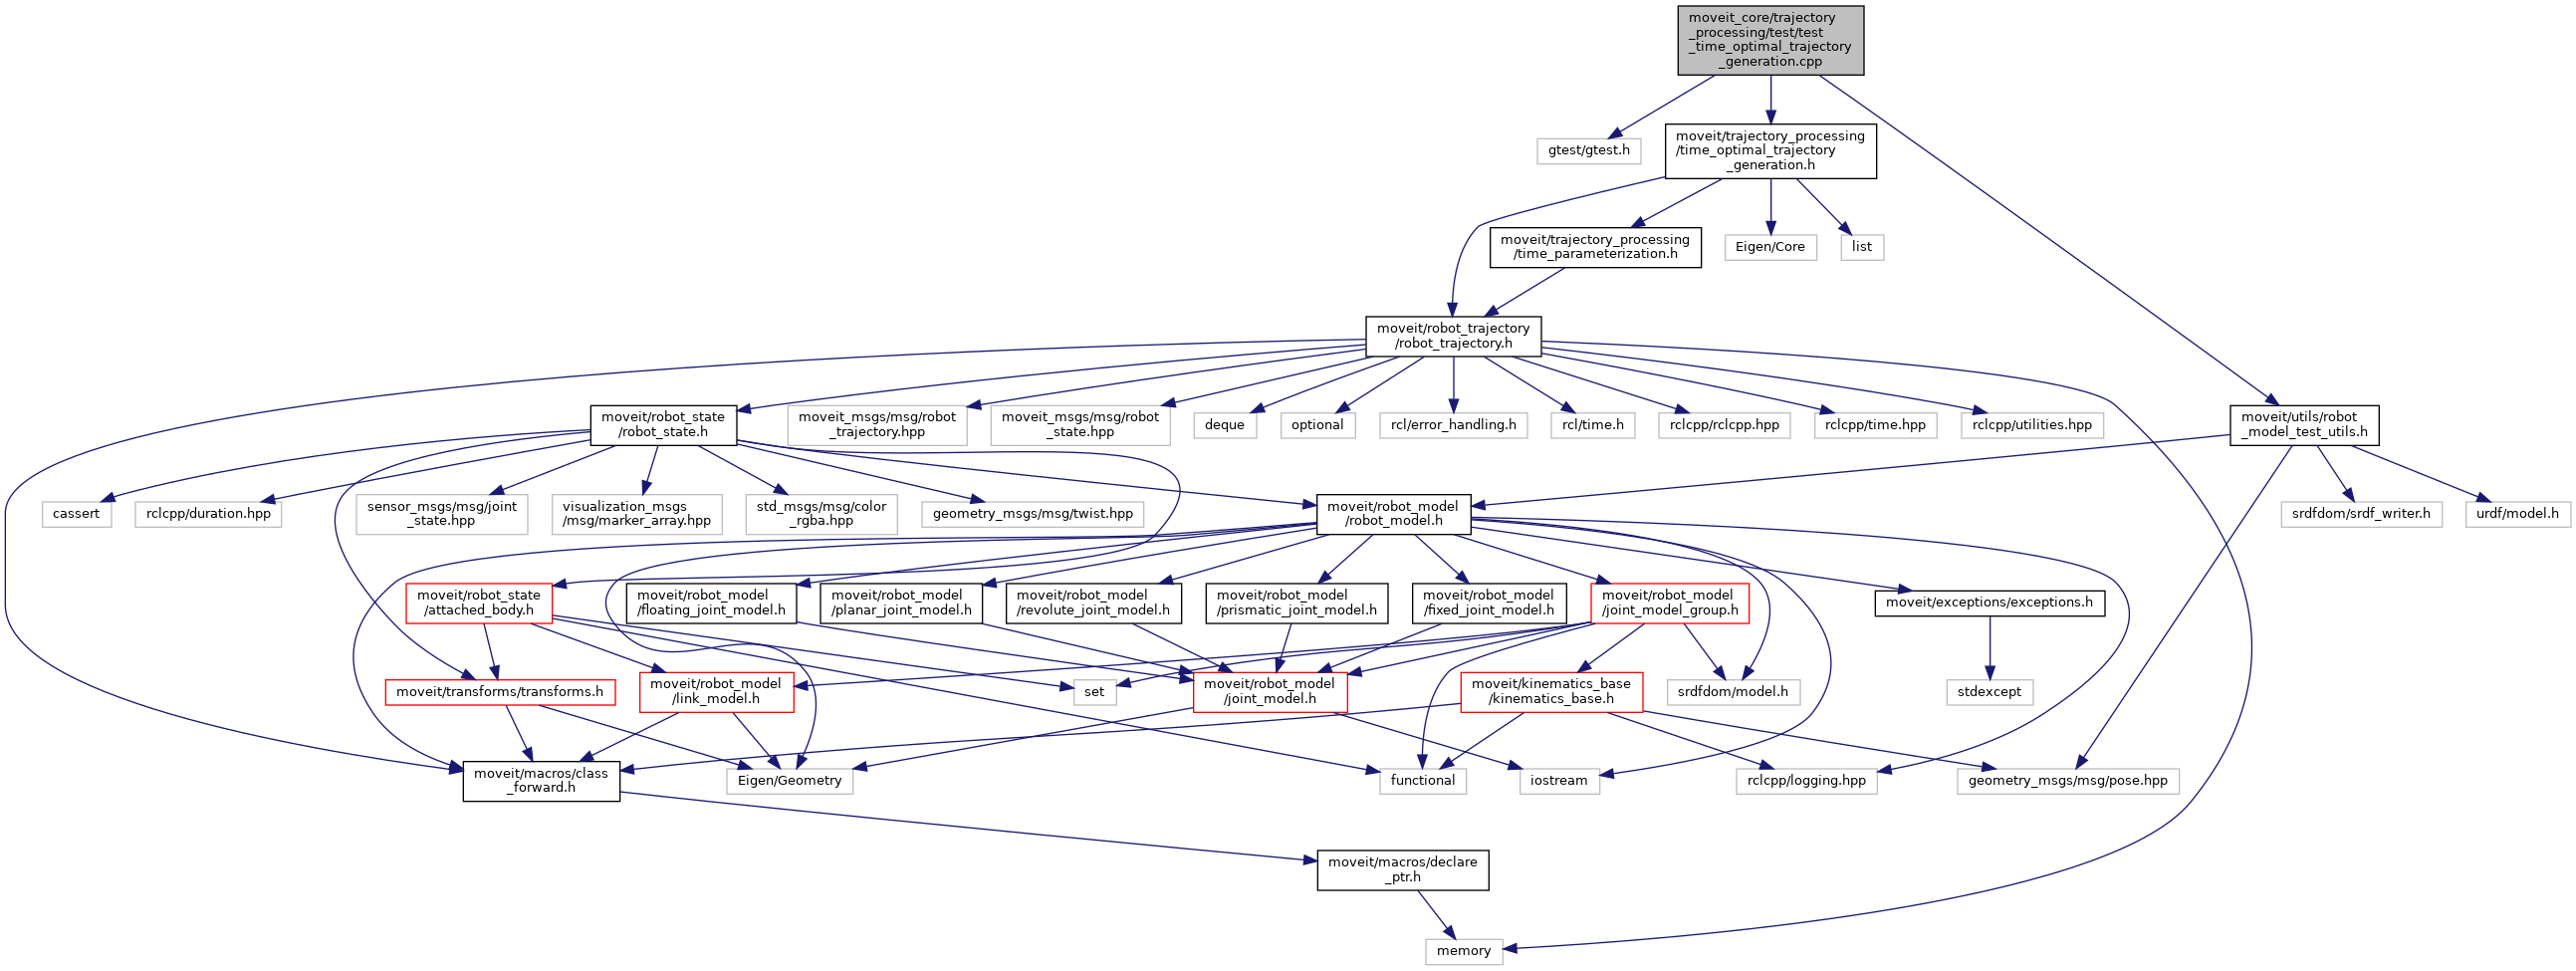 moveit_core/trajectory
_processing/test/test
_time_optimal_trajectory
_generation.cpp
gtest/gtest.h
moveit/trajectory_processing
/time_optimal_trajectory
_generation.h
moveit/trajectory_processing
/time_parameterization.h
Eigen/Core
list
moveit/robot_trajectory
/robot_trajectory.h
moveit/robot_state
/robot_state.h
moveit_msgs/msg/robot
_trajectory.hpp
moveit_msgs/msg/robot
_state.hpp
deque
optional
rcl/error_handling.h
rcl/time.h
rclcpp/rclcpp.hpp
rclcpp/time.hpp
rclcpp/utilities.hpp
moveit/utils/robot
_model_test_utils.h
cassert
rclcpp/duration.hpp
sensor_msgs/msg/joint
_state.hpp
visualization_msgs
/msg/marker_array.hpp
std_msgs/msg/color
_rgba.hpp
geometry_msgs/msg/twist.hpp
moveit/robot_model
/robot_model.h
srdfdom/srdf_writer.h
urdf/model.h
moveit/robot_state
/attached_body.h
moveit/robot_model
/floating_joint_model.h
moveit/robot_model
/planar_joint_model.h
moveit/robot_model
/revolute_joint_model.h
moveit/robot_model
/prismatic_joint_model.h
moveit/robot_model
/fixed_joint_model.h
moveit/robot_model
/joint_model_group.h
moveit/exceptions/exceptions.h
moveit/transforms/transforms.h
moveit/robot_model
/link_model.h
set
moveit/robot_model
/joint_model.h
moveit/kinematics_base
/kinematics_base.h
srdfdom/model.h
stdexcept
moveit/macros/class
_forward.h
Eigen/Geometry
functional
iostream
rclcpp/logging.hpp
geometry_msgs/msg/pose.hpp
moveit/macros/declare
_ptr.h
memory